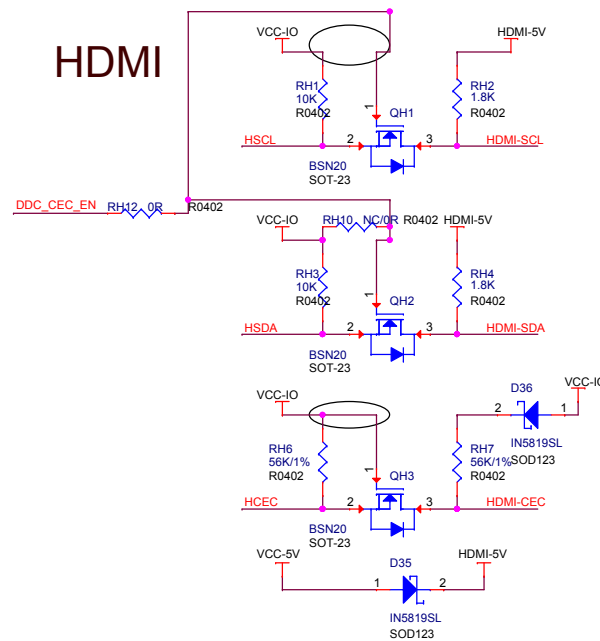 HDMI
VCC-IO
HDMI-5V
RH1
10K
R0402
1
QH1
RH2
1.8K
R0402
HSCL
2
3
HDMI-SCL
BSN20
SOT-23
DDC_CEC_EN
RH12 0R
R0402
VCC-IO
RH10 NC/0R R0402
HDMI-5V
RH3
10K
R0402
1
QH2
RH4
1.8K
R0402
HSDA
2
3
HDMI-SDA
BSN20
SOT-23
D36
VCC-IO
2
1
IN5819SL
SOD123
VCC-IO
RH6
56K/1%
R0402
1
QH3
RH7
56K/1%
R0402
HCEC
2
3
HDMI-CEC
BSN20
SOT-23
VCC-5V
D35
HDMI-5V
1
2
IN5819SL
SOD123